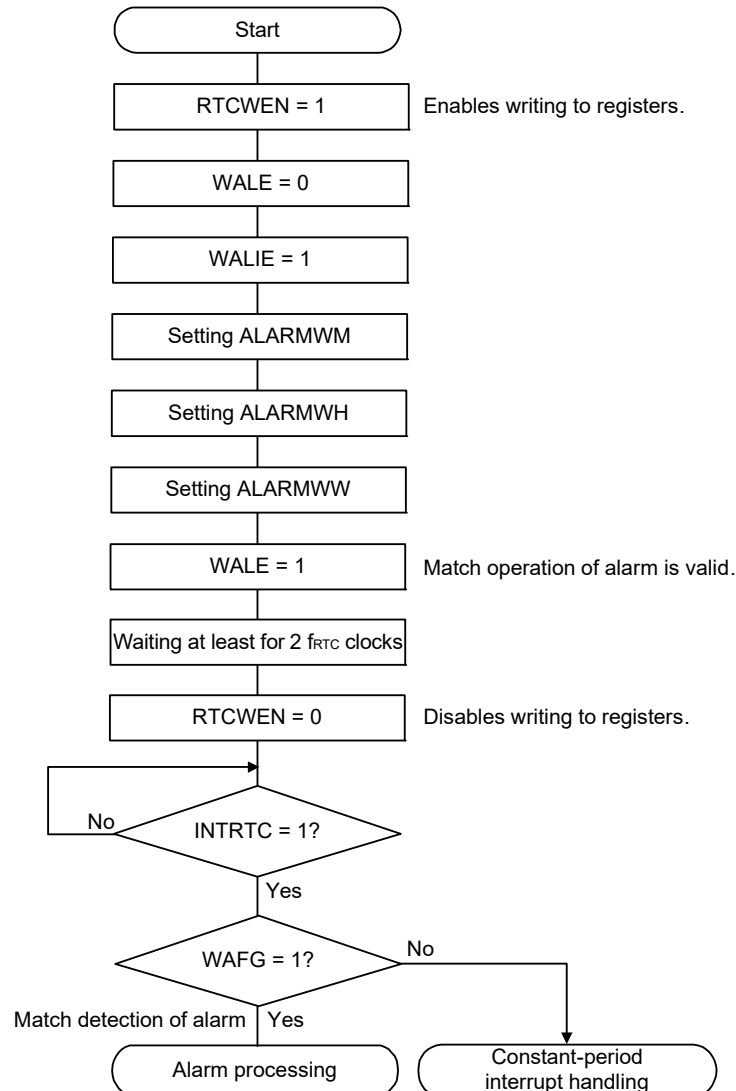 Start
RTCWEN = 1
Enables writing to registers.
WALE = 0
WALIE = 1
Setting ALARMWM
Setting ALARMWH
Setting ALARMWW
WALE = 1
Match operation of alarm is valid.
Waiting at least for 2 fRTC clocks
RTCWEN = 0
Disables writing to registers.
No
INTRTC = 1?
Yes
WAFG = 1?
No
Match detection of alarm
Yes
Alarm processing
Constant-period
interrupt handling